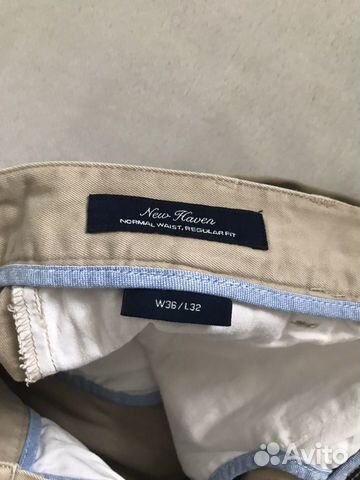 New Haven
NORMAL WAIST, REGULAR FIT
W36/L32
Avito